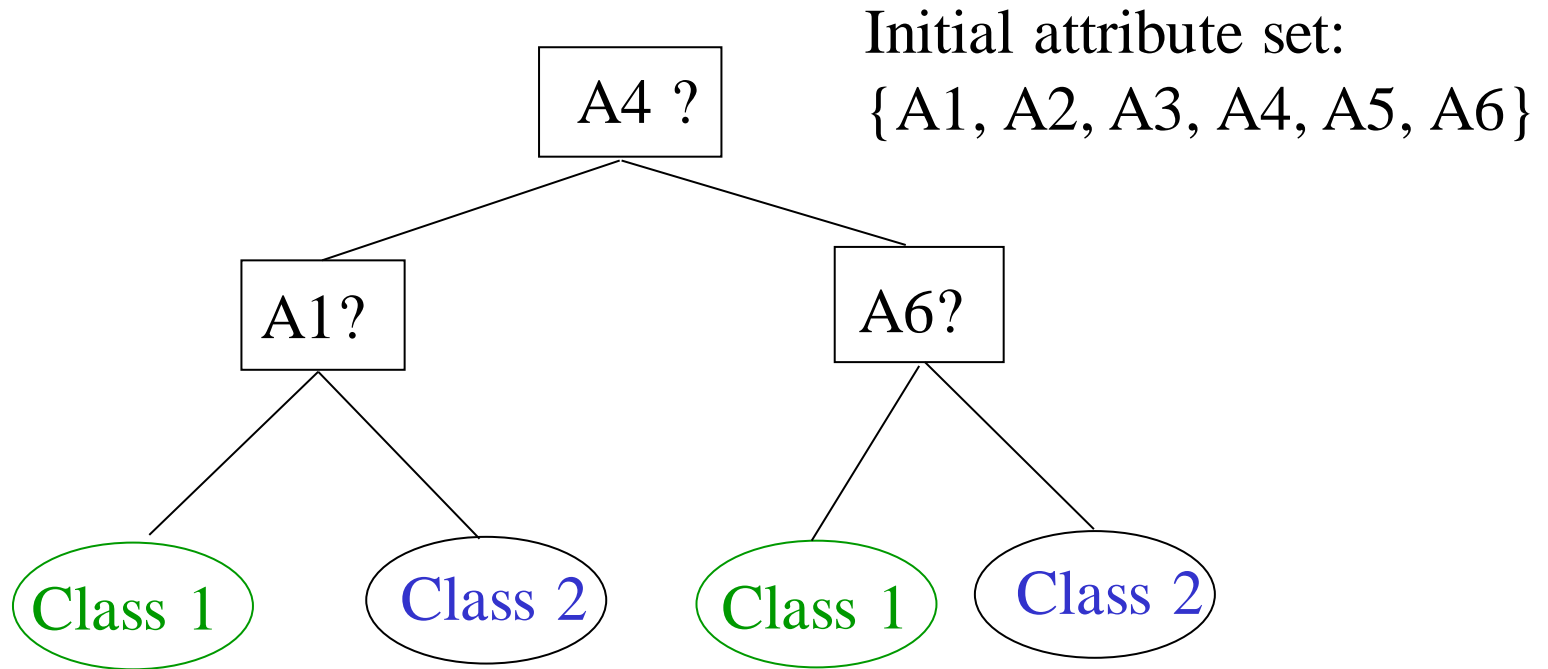 Initial attribute set:
{A1, A2, A3, A4, A5, A6}
A4 ?
A1?
A6?
Class 1
Class 2
Class 1
Class 2